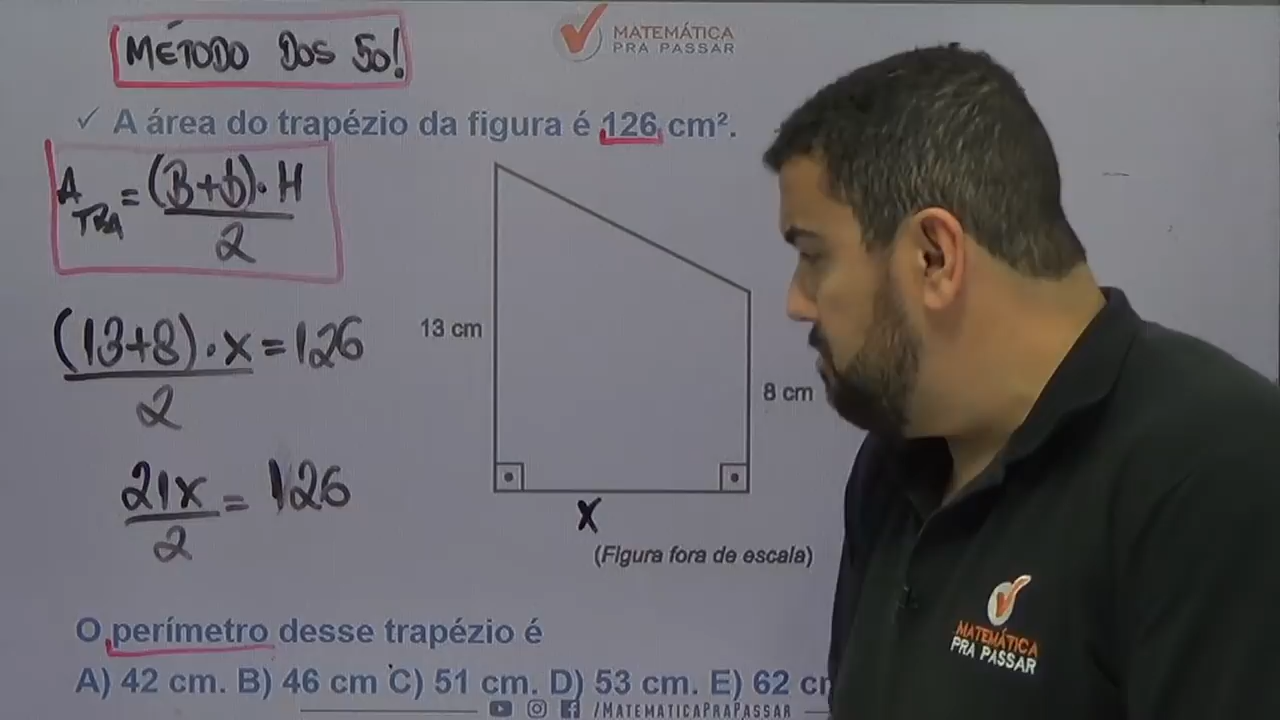 MÉTODO DOS 50!
MATEMÁTICA
PRA PASSAR
✓ A área do trapézio da figura é 126 cm².
A TRA = (B+b)·H
2
(13+8)·x=126
2
13 cm
8 cm
21x = 126
2
x
(Figura fora de escala)
MATEMÁTICA
PRA PASSAR
O perímetro desse trapézio é
A) 42 cm. B) 46 cm C) 51 cm. D) 53 cm. E) 62
/MATEMATICAPRAPASSAR